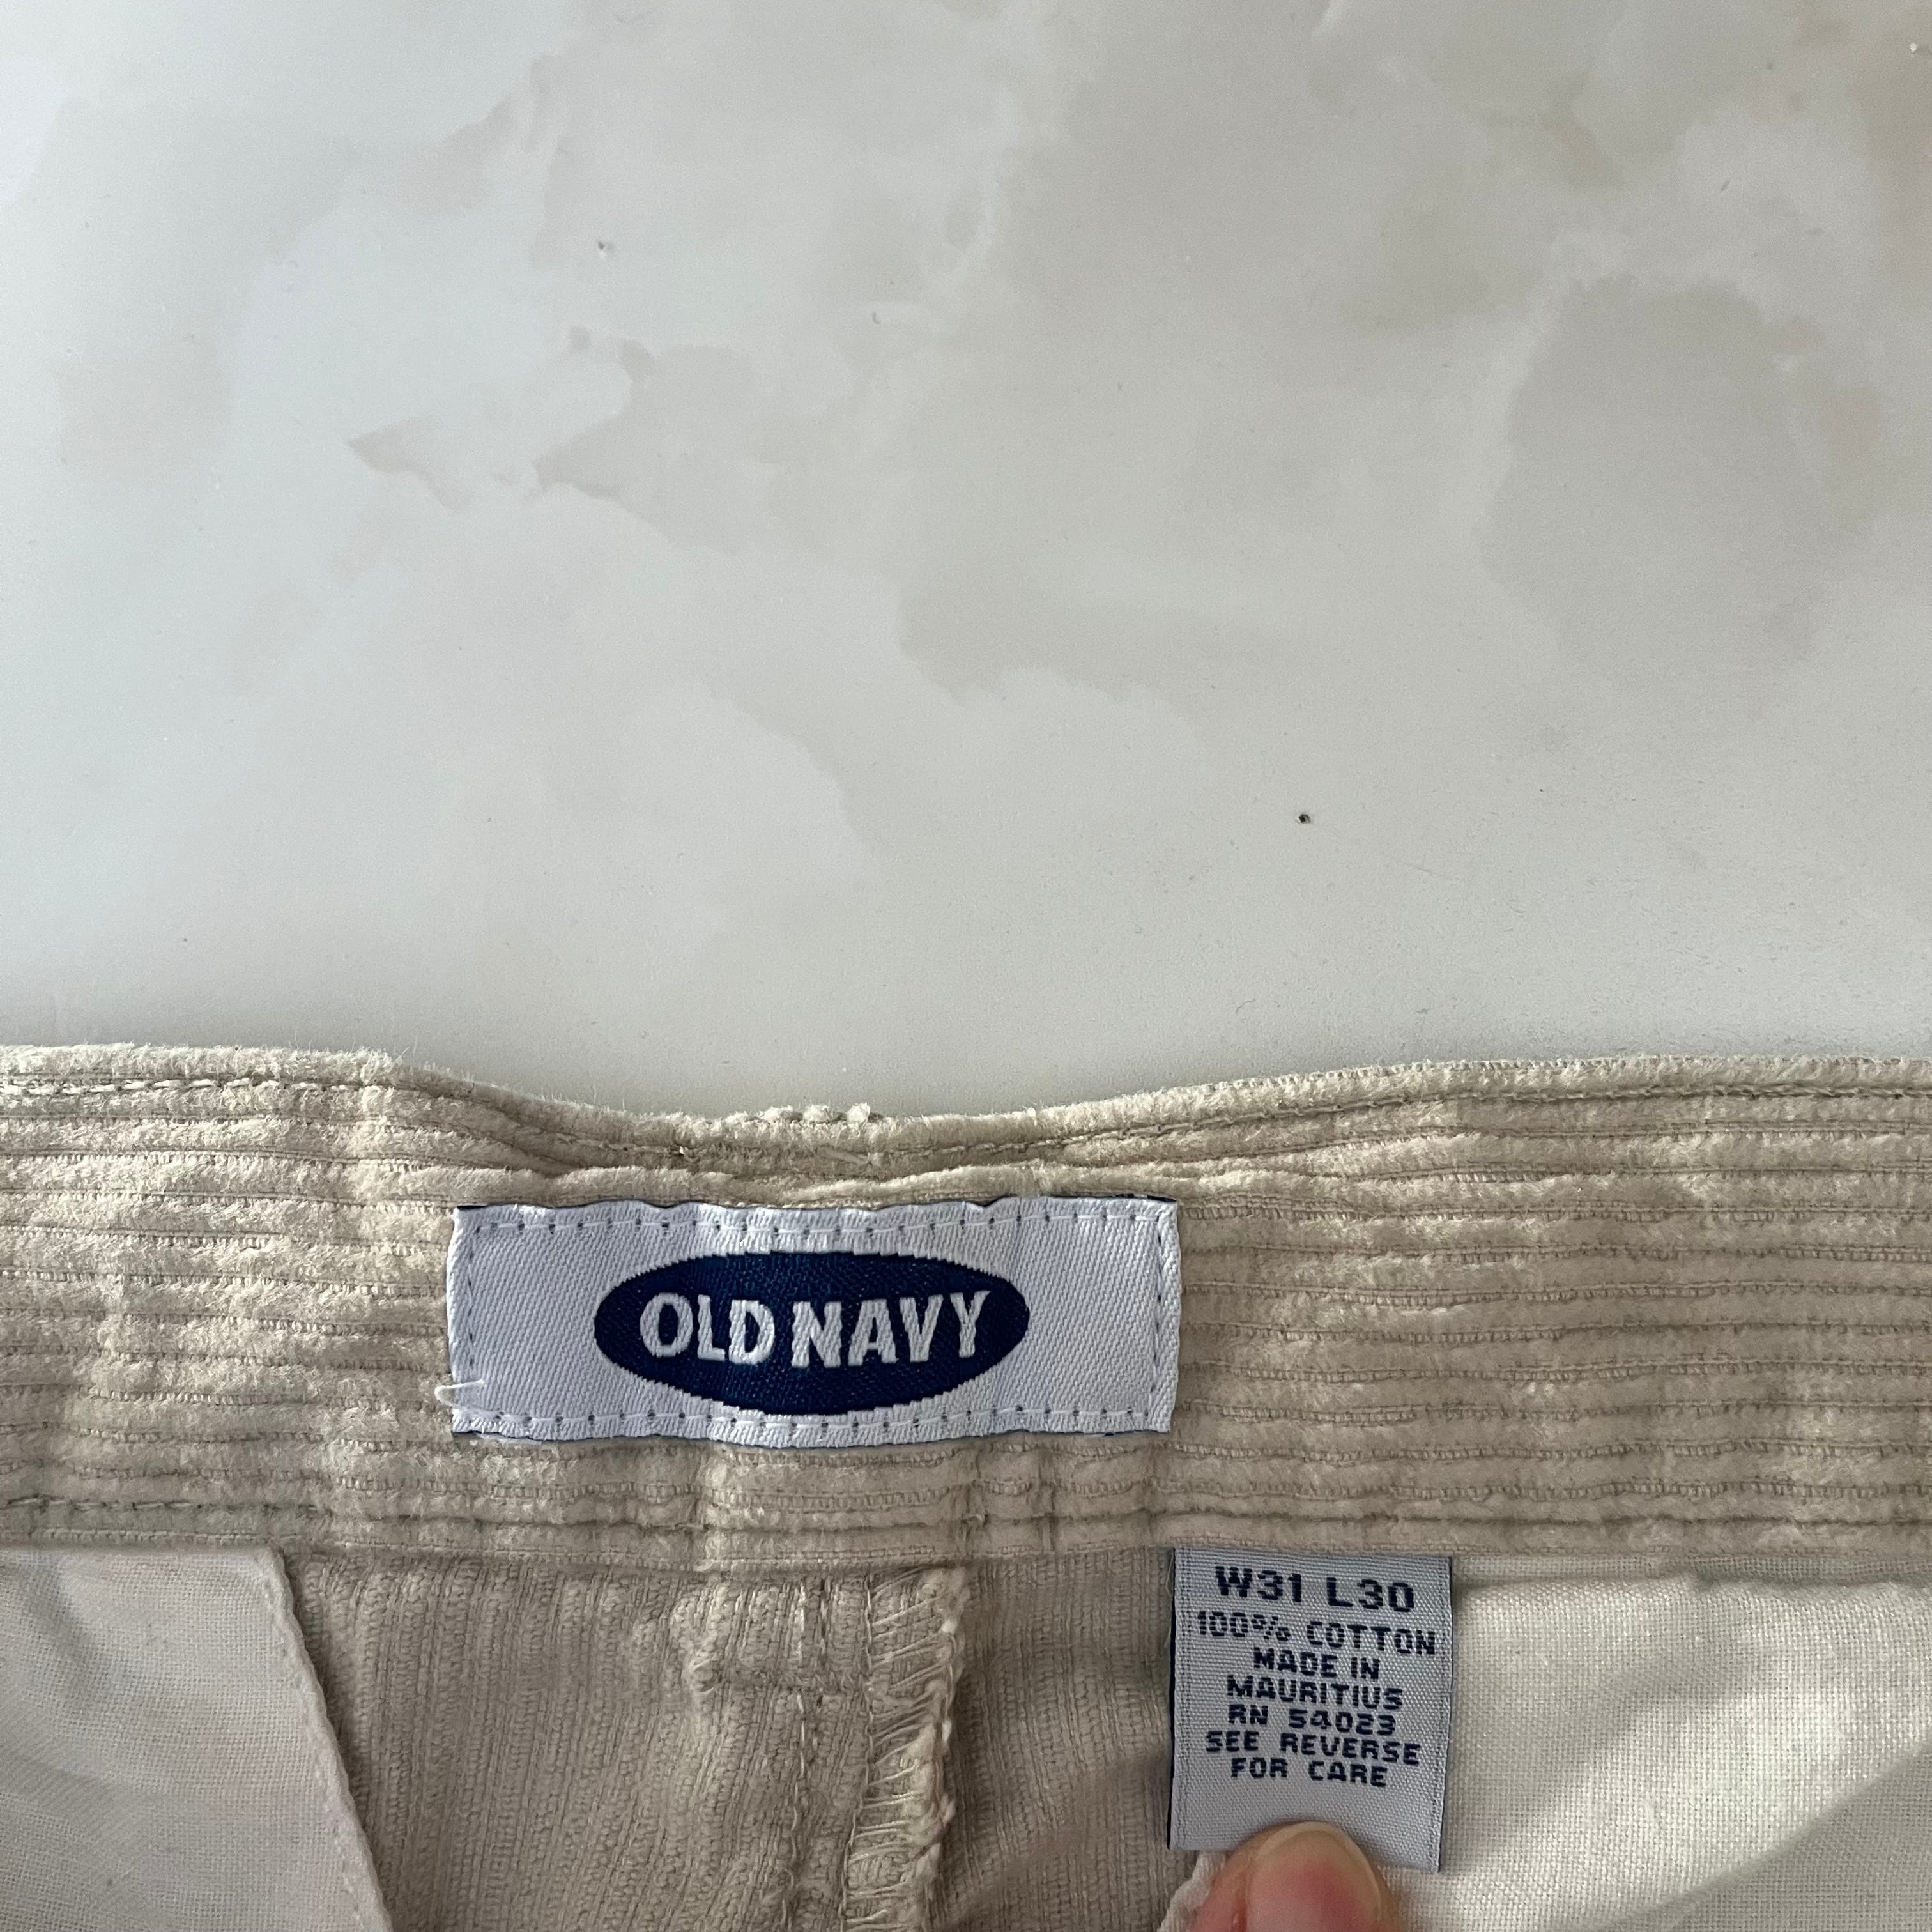 OLD NAVY
W31 L30
100% COTTON
MADE IN
MAURITIUS
RN 54023
SEE REVERSE
FOR CARE